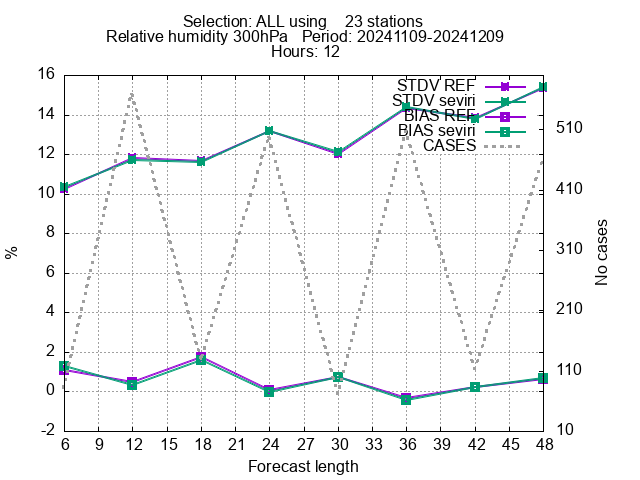 Selection: ALL using    23 stations
Relative humidity 300hPa   Period: 20241109-20241209
Hours: 12
STDV REF
STDV seviri
BIAS REF
BIAS seviri
CASES
16
14
12
10
8
6
4
2
0
-2
%
510
410
310
210
110
10
No cases
6 9 12 15 18 21 24 27 30 33 36 39 42 45 48
Forecast length